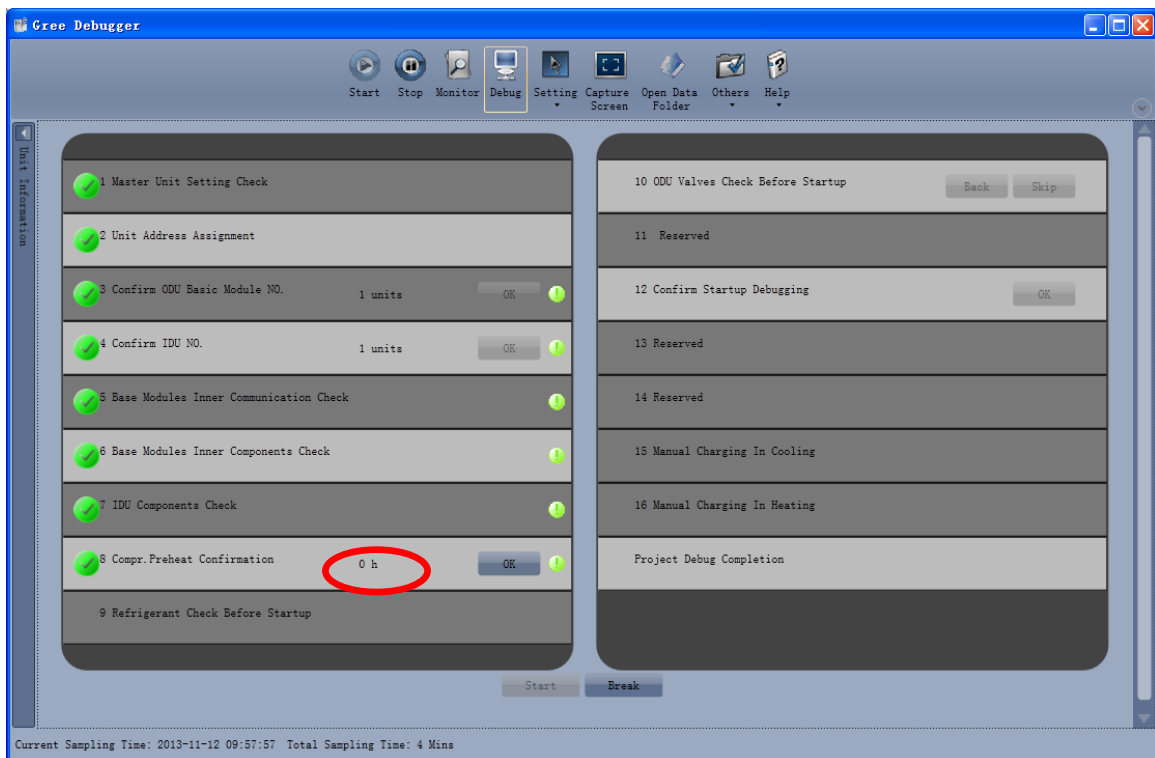 Gree Debugger
Start Stop Monitor Debug Setting Capture Screen Open Data Folder Others Help
Unit Information
1 Master Unit Setting Check
2 Unit Address Assignment
3 Confirm ODU Basic Module NO. 1 units OK
4 Confirm IDU NO. 1 units OK
5 Base Modules Inner Communication Check
6 Base Modules Inner Components Check
7 IDU Components Check
8 Compr.Preheat Confirmation 0 h OK
9 Refrigerant Check Before Startup
10 ODU Valves Check Before Startup Back Skip
11 Reserved
12 Confirm Startup Debugging OK
13 Reserved
14 Reserved
15 Manual Charging In Cooling
16 Manual Charging In Heating
Project Debug Completion
Start Break
Current Sampling Time: 2013-11-12 09:57:57 Total Sampling Time: 4 Mins